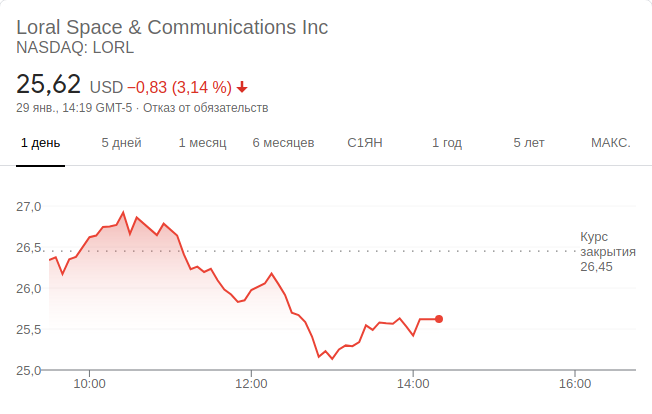 Loral Space & Communications Inc
NASDAQ: LORL
25,62 USD −0,83 (3,14 %)
29 янв., 14:19 GMT-5 · Отказ от обязательств
1 день 5 дней 1 месяц 6 месяцев С1ЯН 1 год 5 лет МАКС.
27,0
26,5
26,0
25,5
25,0
Курс
закрытия
26,45
10:00 12:00 14:00 16:00